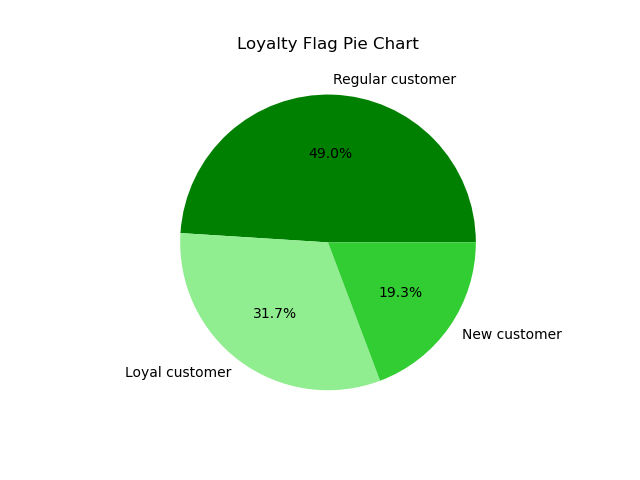 Loyalty Flag Pie Chart
Regular customer
49.0%
19.3%
31.7%
New customer
Loyal customer